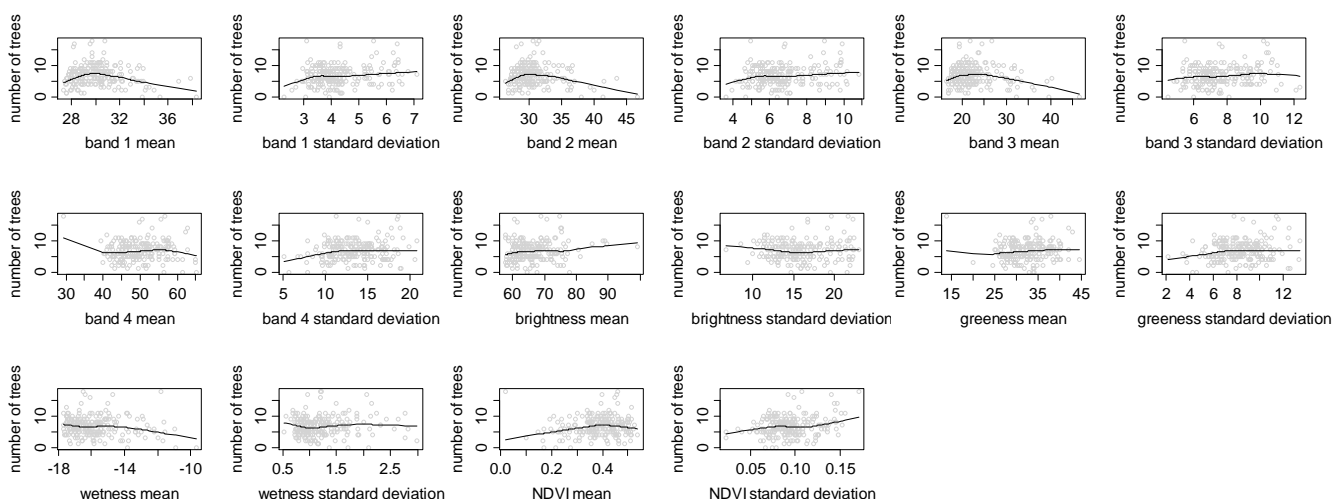 number of trees
0 10
28 32 36
band 1 mean
number of trees
0 10
3 4 5 6 7
band 1 standard deviation
number of trees
0 10
30 35 40 45
band 2 mean
number of trees
0 10
4 6 8 10
band 2 standard deviation
number of trees
0 10
20 30 40
band 3 mean
number of trees
0 10
6 8 10 12
band 3 standard deviation
number of trees
0 10
30 40 50 60
band 4 mean
number of trees
0 10
5 10 15 20
band 4 standard deviation
number of trees
0 10
60 70 80 90
brightness mean
number of trees
0 10
10 15 20
brightness standard deviation
number of trees
0 10
15 25 35 45
greeness mean
number of trees
0 10
2 4 6 8 12
greeness standard deviation
number of trees
0 10
-18 -14 -10
wetness mean
number of trees
0 10
0.5 1.5 2.5
wetness standard deviation
number of trees
0 10
0.0 0.2 0.4
NDVI mean
number of trees
0 10
0.05 0.10 0.15
NDVI standard deviation